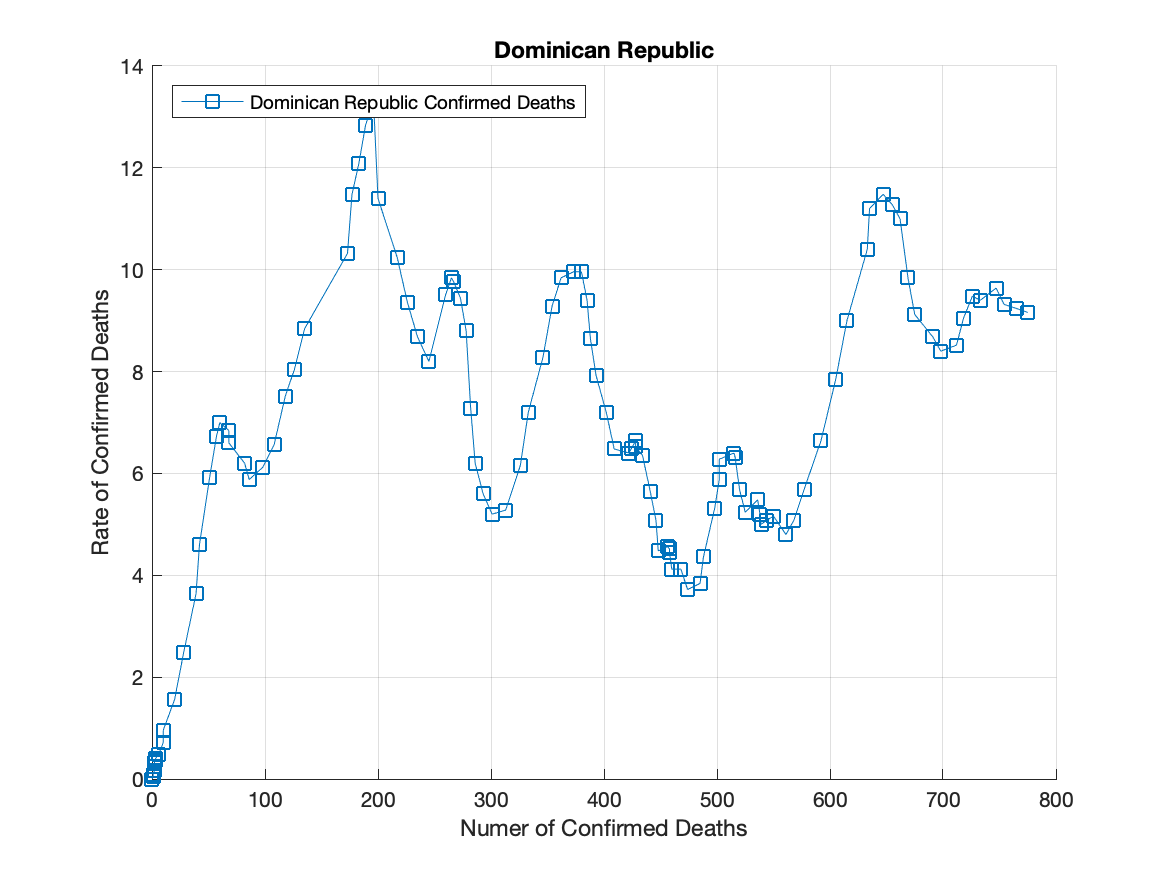 Dominican Republic
14
Dominican Republic Confirmed Deaths
12
10
8
6
4
2
0
Rate of Confirmed Deaths
0 100 200 300 400 500 600 700 800
Numer of Confirmed Deaths